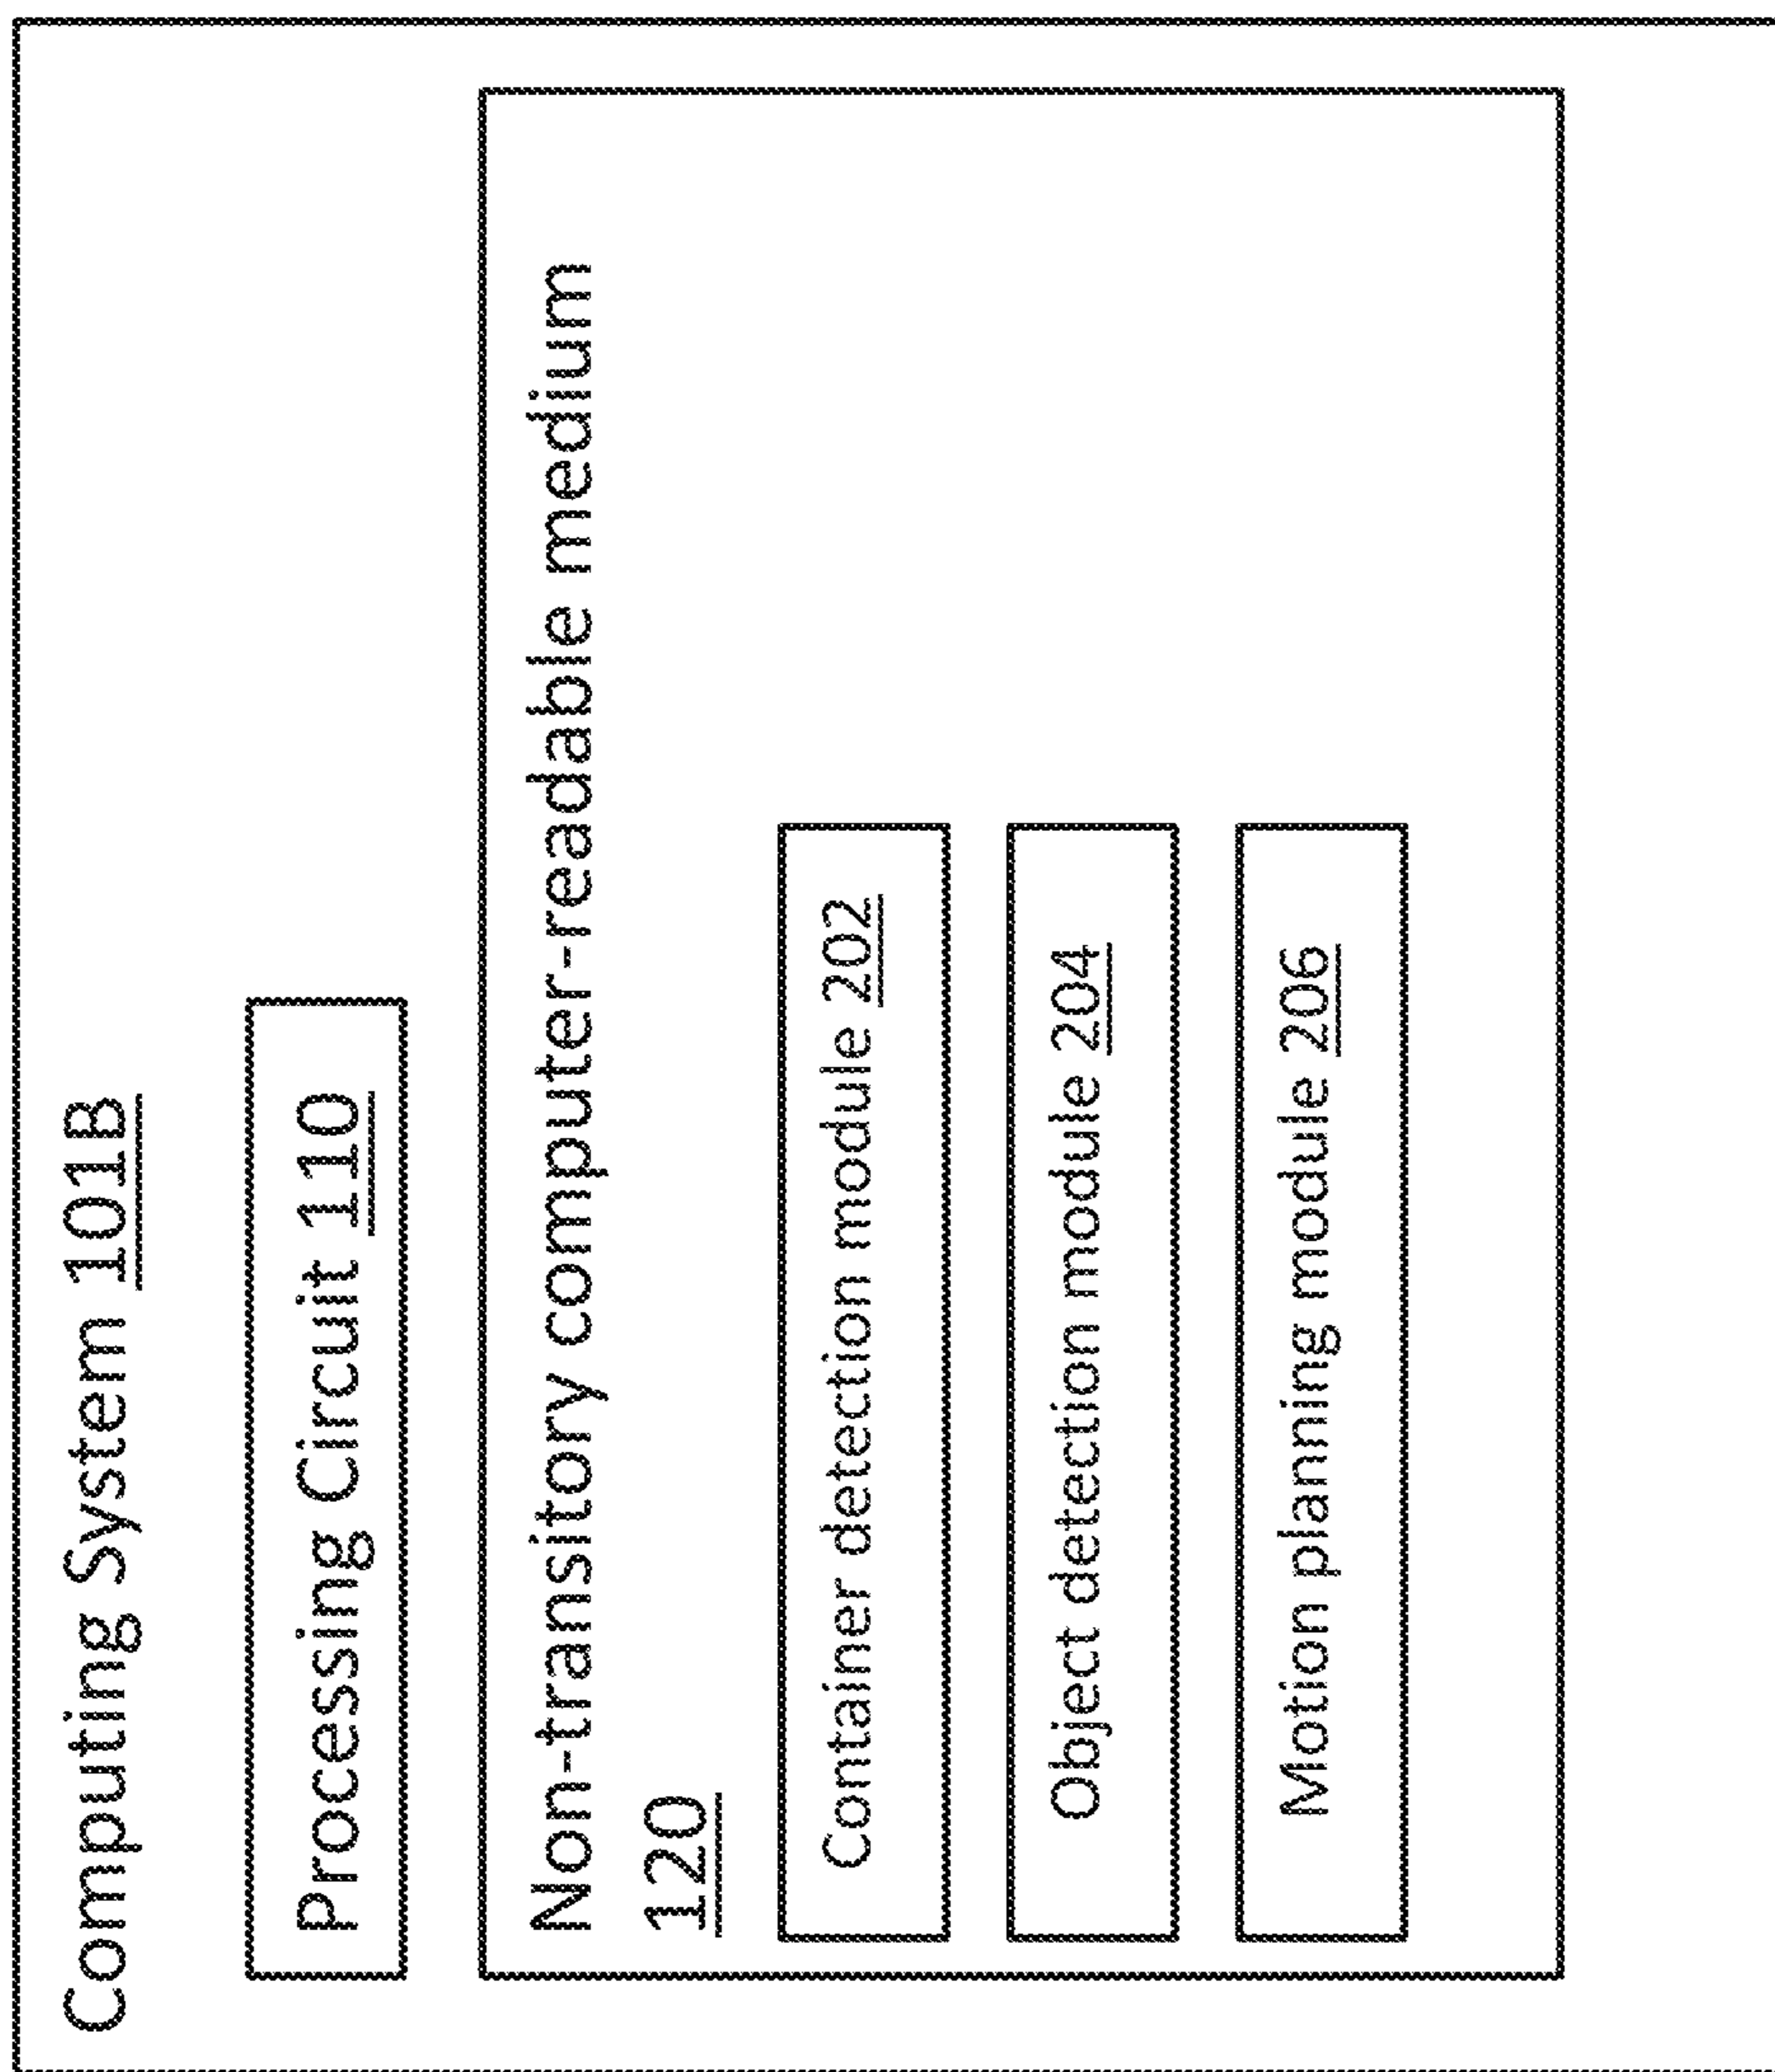 Computing System 101B
Processing Circuit 110
Non-transitory computer-readable medium
120
Container detection module 202
Object detection module 204
Motion planning module 206